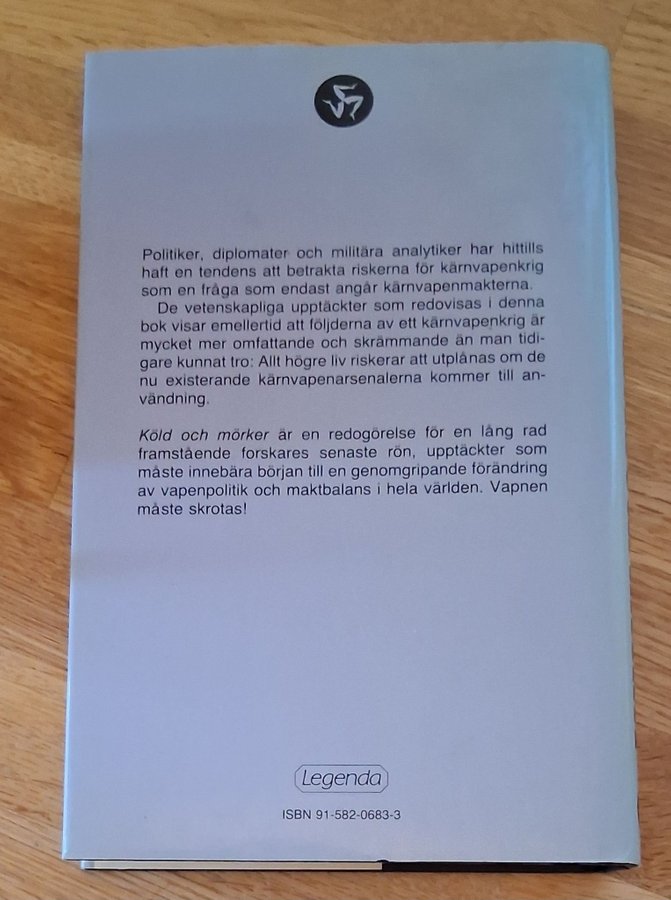 Politiker, diplomater och militära analytiker har hittills
haft en tendens att betrakta riskerna för kärnvapenkrig
som en fråga som endast angår kärnvapenmakterna.
De vetenskapliga upptäckter som redovisas i denna
bok visar emellertid att följderna av ett kärnvapenkrig är
mycket mer omfattande och skrämmande än man tidi-
gare kunnat tro: Allt högre liv riskerar att utplånas om de
nu existerande kärnvapenarsenalerna kommer till an-
vändning.
Köld och mörker är en redogörelse för en lång rad
framstående forskares senaste rön, upptäckter som
måste innebära början till en genomgripande förändring
av vapenpolitik och maktbalans i hela världen. Vapnen
måste skrotas!
Legenda
ISBN 91-582-0683-3